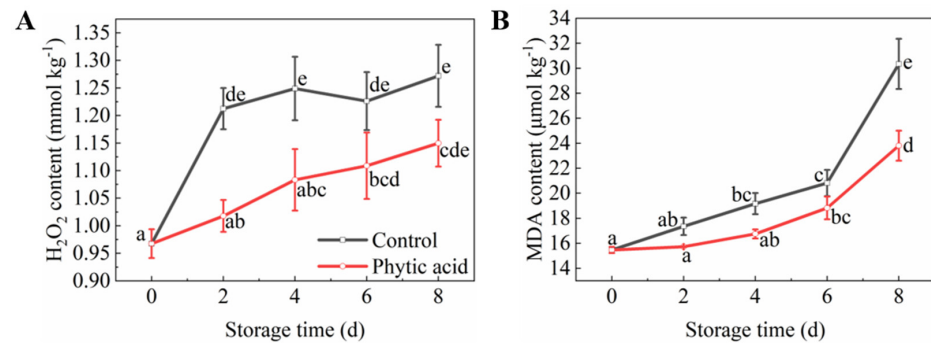 A
H₂O₂ content (mmol kg⁻¹)
1.35
1.30
1.25
1.20
1.15
1.10
1.05
1.00
0.95
0.90
a
de
e
de
e
ab
abc
bcd
cde
Control
Phytic acid
0 2 4 6 8
Storage time (d)
B
MDA content (μmol kg⁻¹)
34
32
30
28
26
24
22
20
18
16
14
a
ab
bc
c
e
a
ab
bc
d
0 2 4 6 8
Storage time (d)